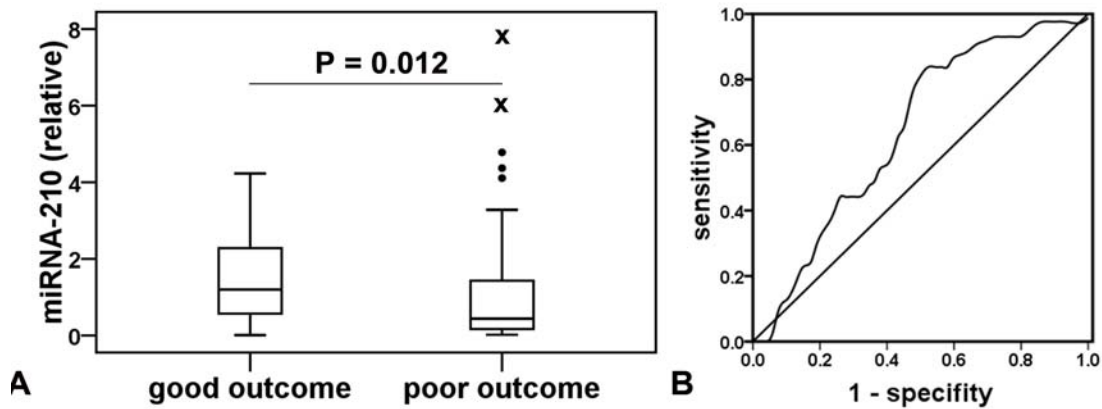 8
6
4
2
0
miRNA-210 (relative)
P = 0.012
x
x
good outcome
poor outcome
A
1.0
0.8
0.6
0.4
0.2
0.0
sensitivity
0.0 0.2 0.4 0.6 0.8 1.0
1 - specifity
B